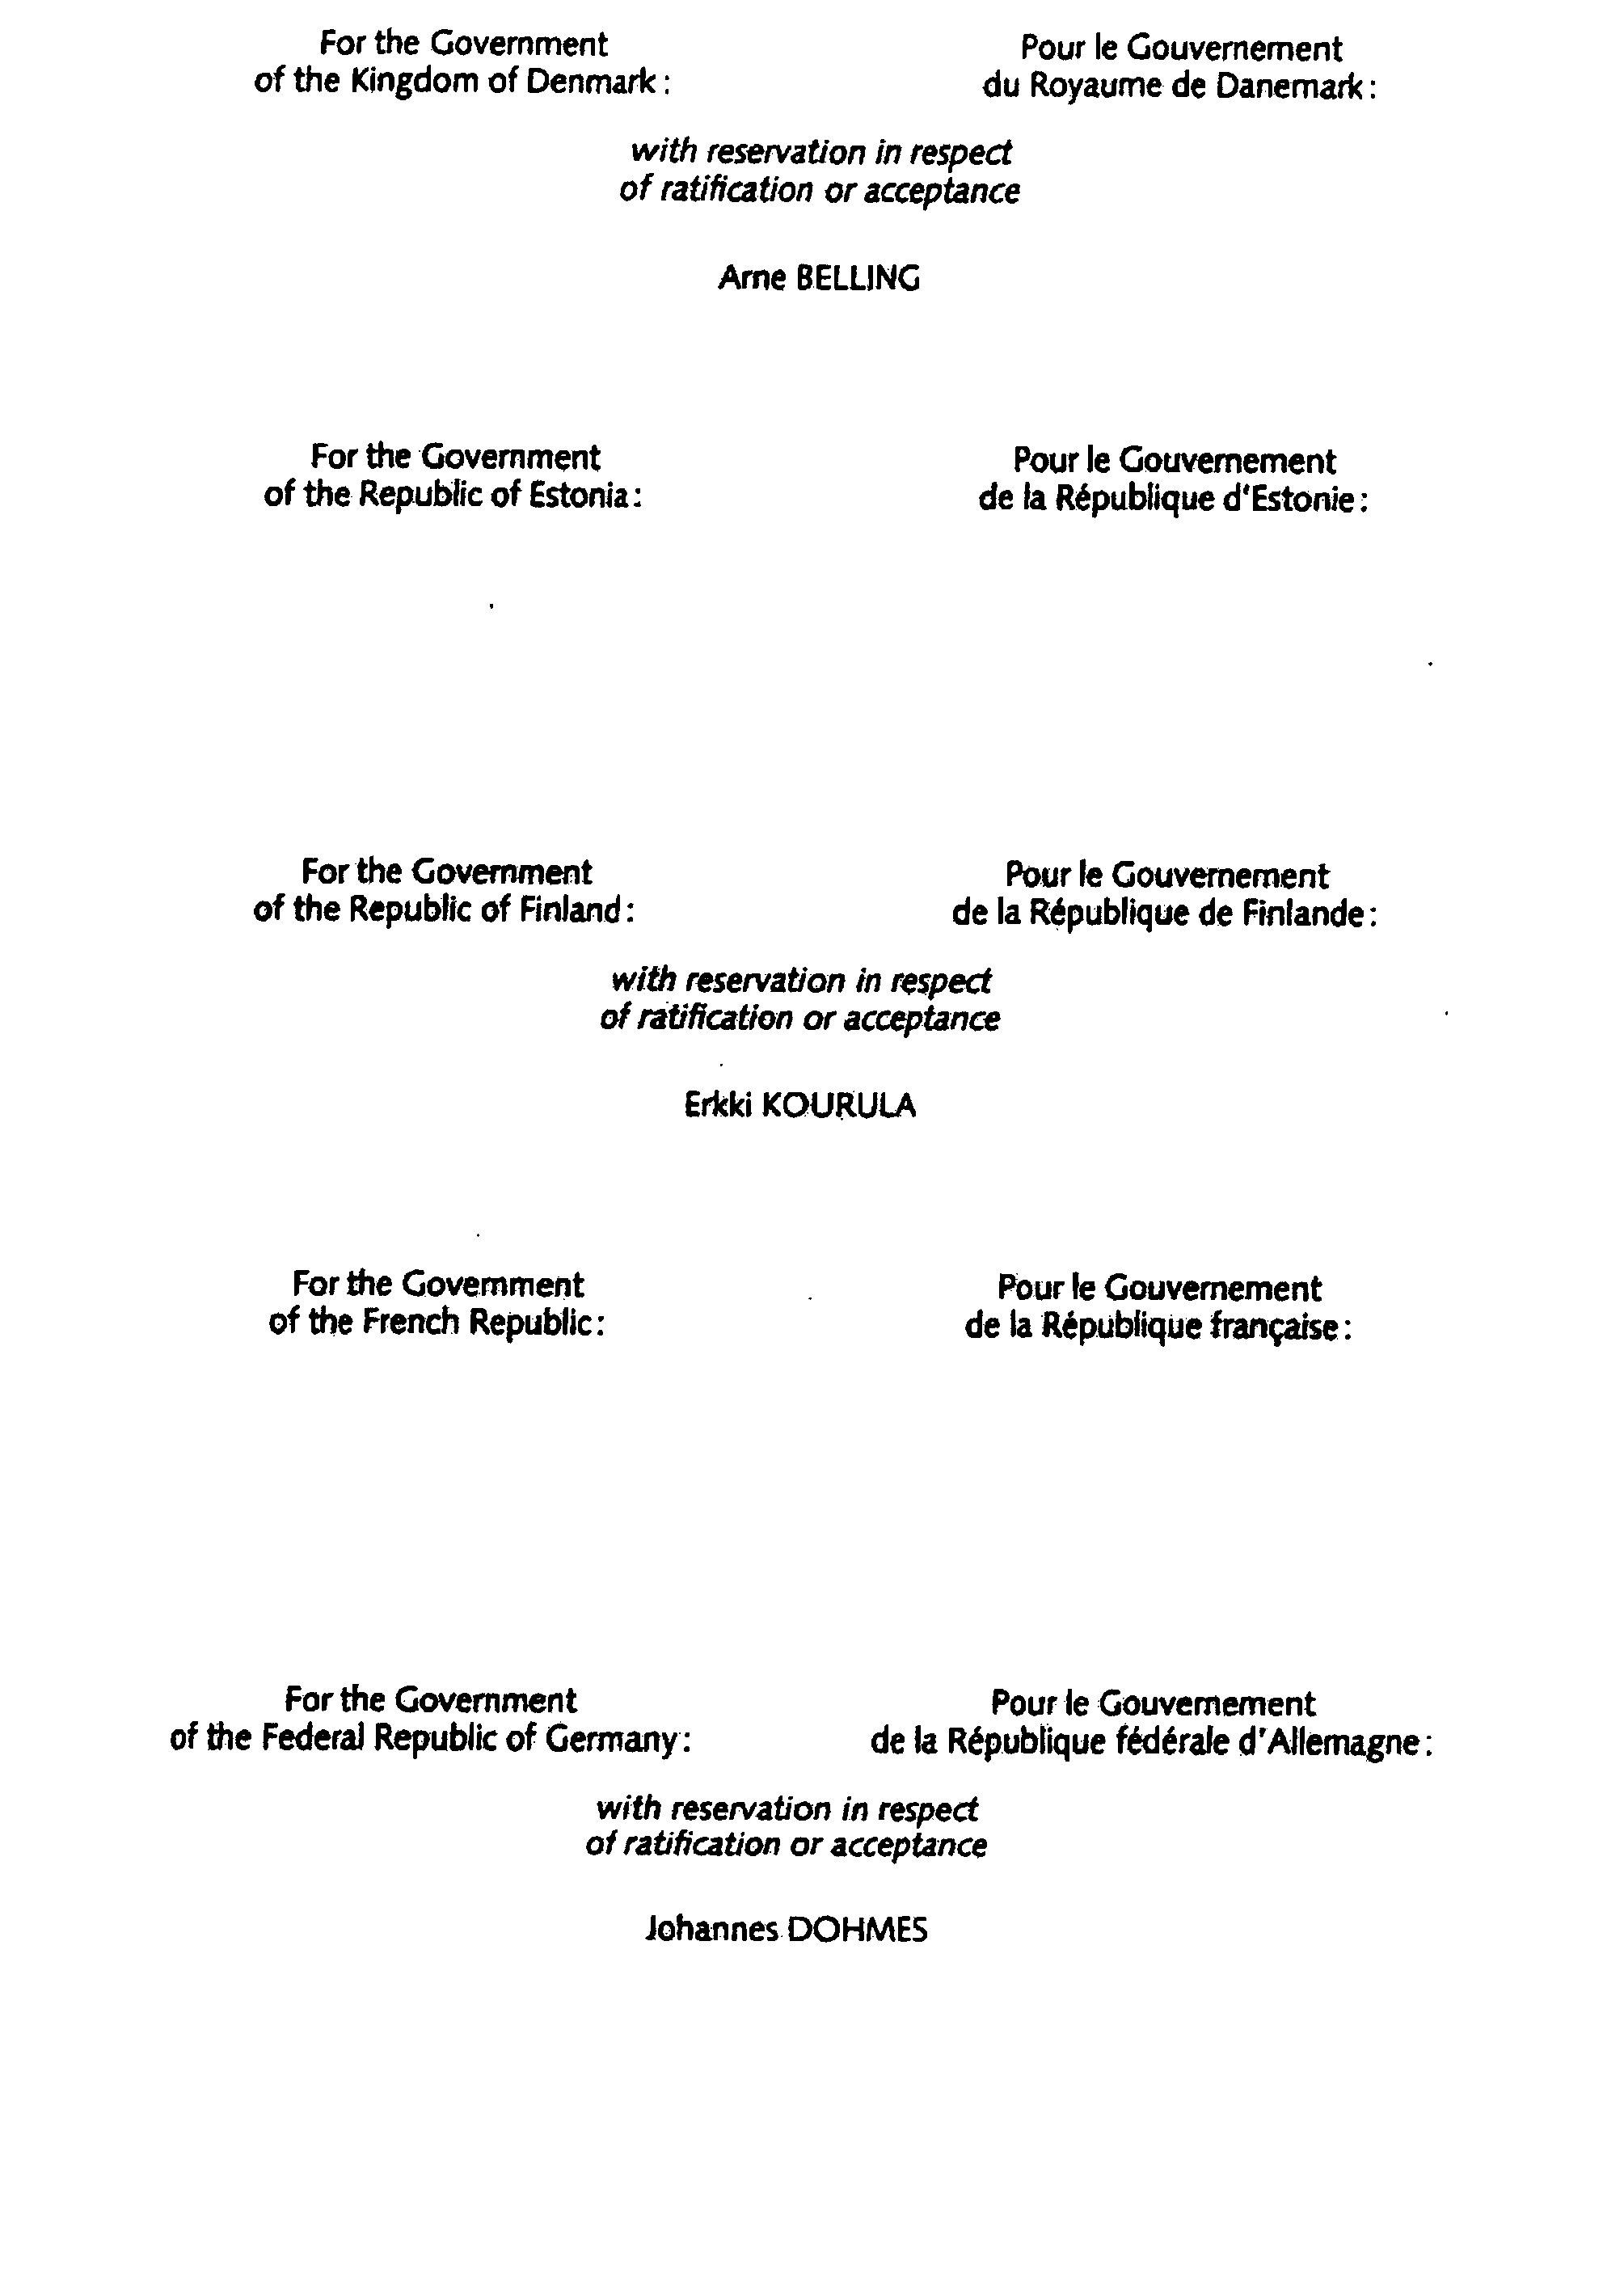 For the Government
of the Kingdom of Denmark :
Pour le Gouvernement
du Royaume de Danemark :
with reservation in respect
of ratification or acceptance
Arne BELLING
For the Government
of the Republic of Estonia :
Pour le Gouvernement
de la République d'Estonie :
For the Government
of the Republic of Finland :
Pour le Gouvernement
de la République de Finlande :
with reservation in respect
of ratification or acceptance
Erkki KOURULA
For the Government
of the French Republic :
Pour le Gouvernement
de la République française :
For the Government
of the Federal Republic of Germany :
Pour le Gouvernement
de la République fédérale d'Allemagne :
with reservation in respect
of ratification or acceptance
Johannes DOHMES